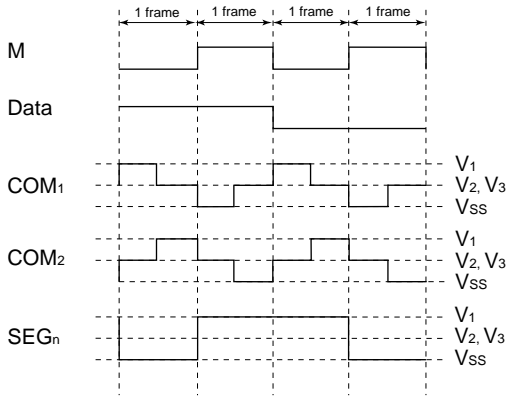 1 frame 1 frame 1 frame 1 frame
M
Data
COM1
V1
V2, V3
VSS
COM2
V1
V2, V3
VSS
SEGn
V1
V2, V3
VSS